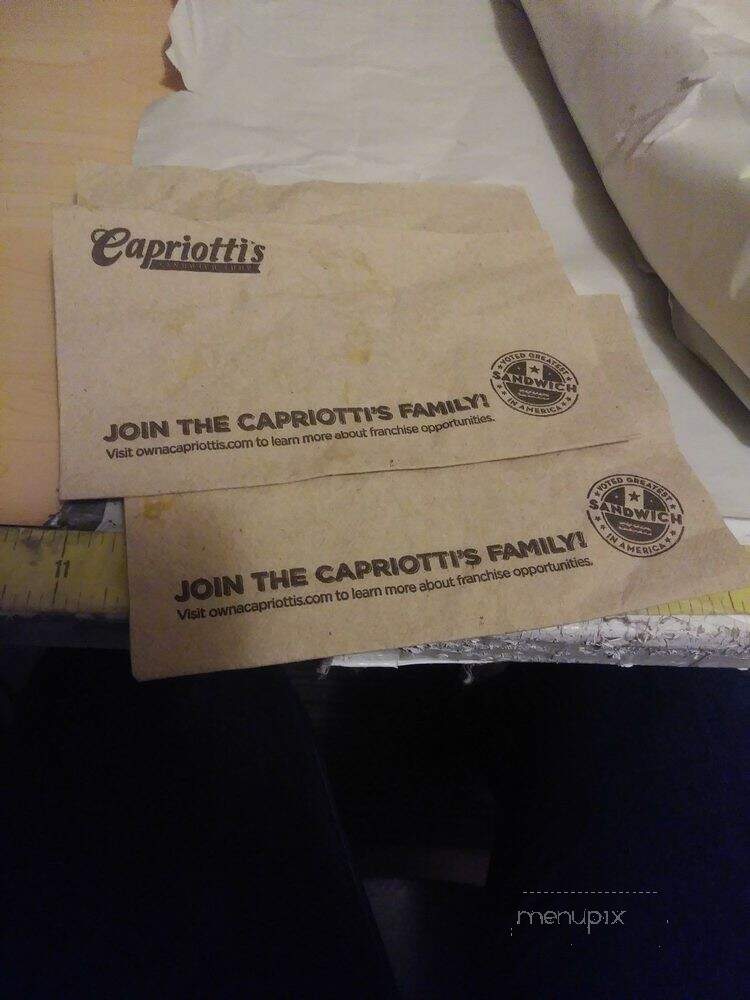 Capriotti's
SANDWICH SHOP
JOIN THE CAPRIOTTI'S FAMILY!
Visit ownacapriottis.com to learn more about franchise opportunities.
VOTED GREATEST
SANDWICH
IN AMERICA
JOIN THE CAPRIOTTI'S FAMILY!
Visit ownacapriottis.com to learn more about franchise opportunities.
VOTED GREATEST
SANDWICH
IN AMERICA
11
menupix